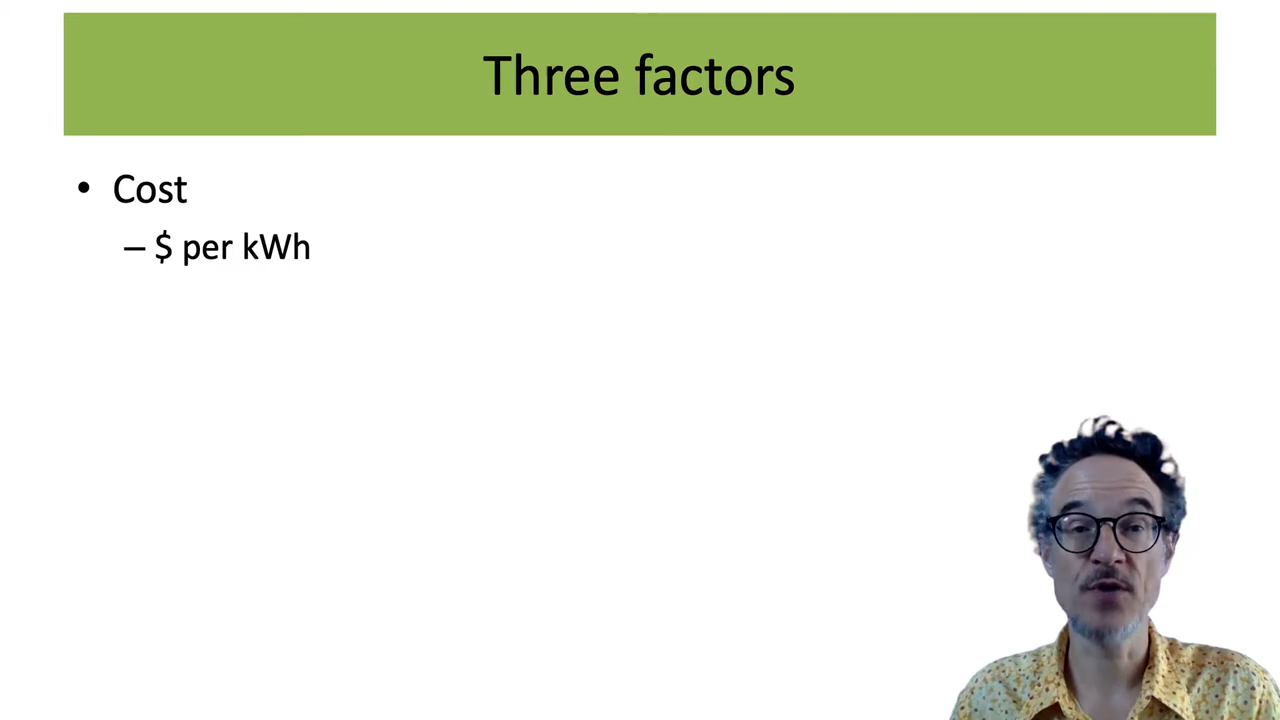 Three factors
• Cost
– $ per kWh